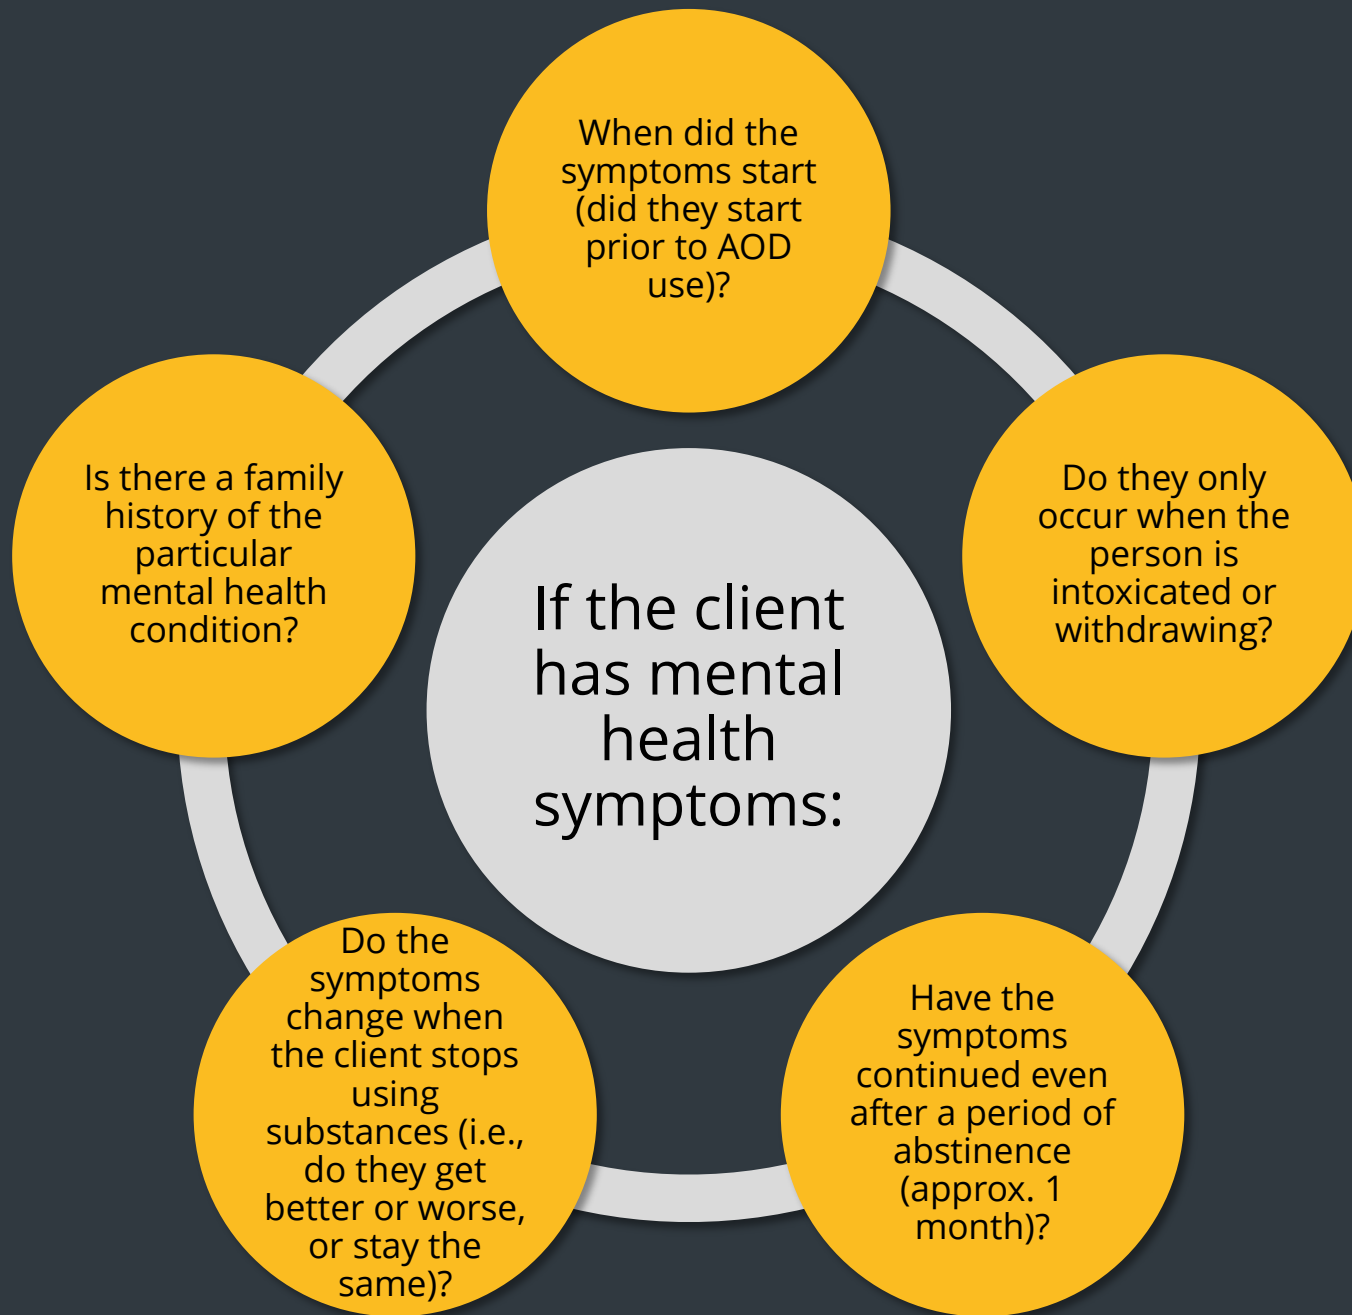 When did the
symptoms start
(did they start
prior to AOD
use)?
Do they only
occur when the
person is
intoxicated or
withdrawing?
Have the
symptoms
continued even
after a period of
abstinence
(approx. 1
month)?
Do the
symptoms
change when
the client stops
using
substances (i.e.,
do they get
better or worse,
or stay the
same)?
Is there a family
history of the
particular
mental health
condition?
If the client
has mental
health
symptoms: